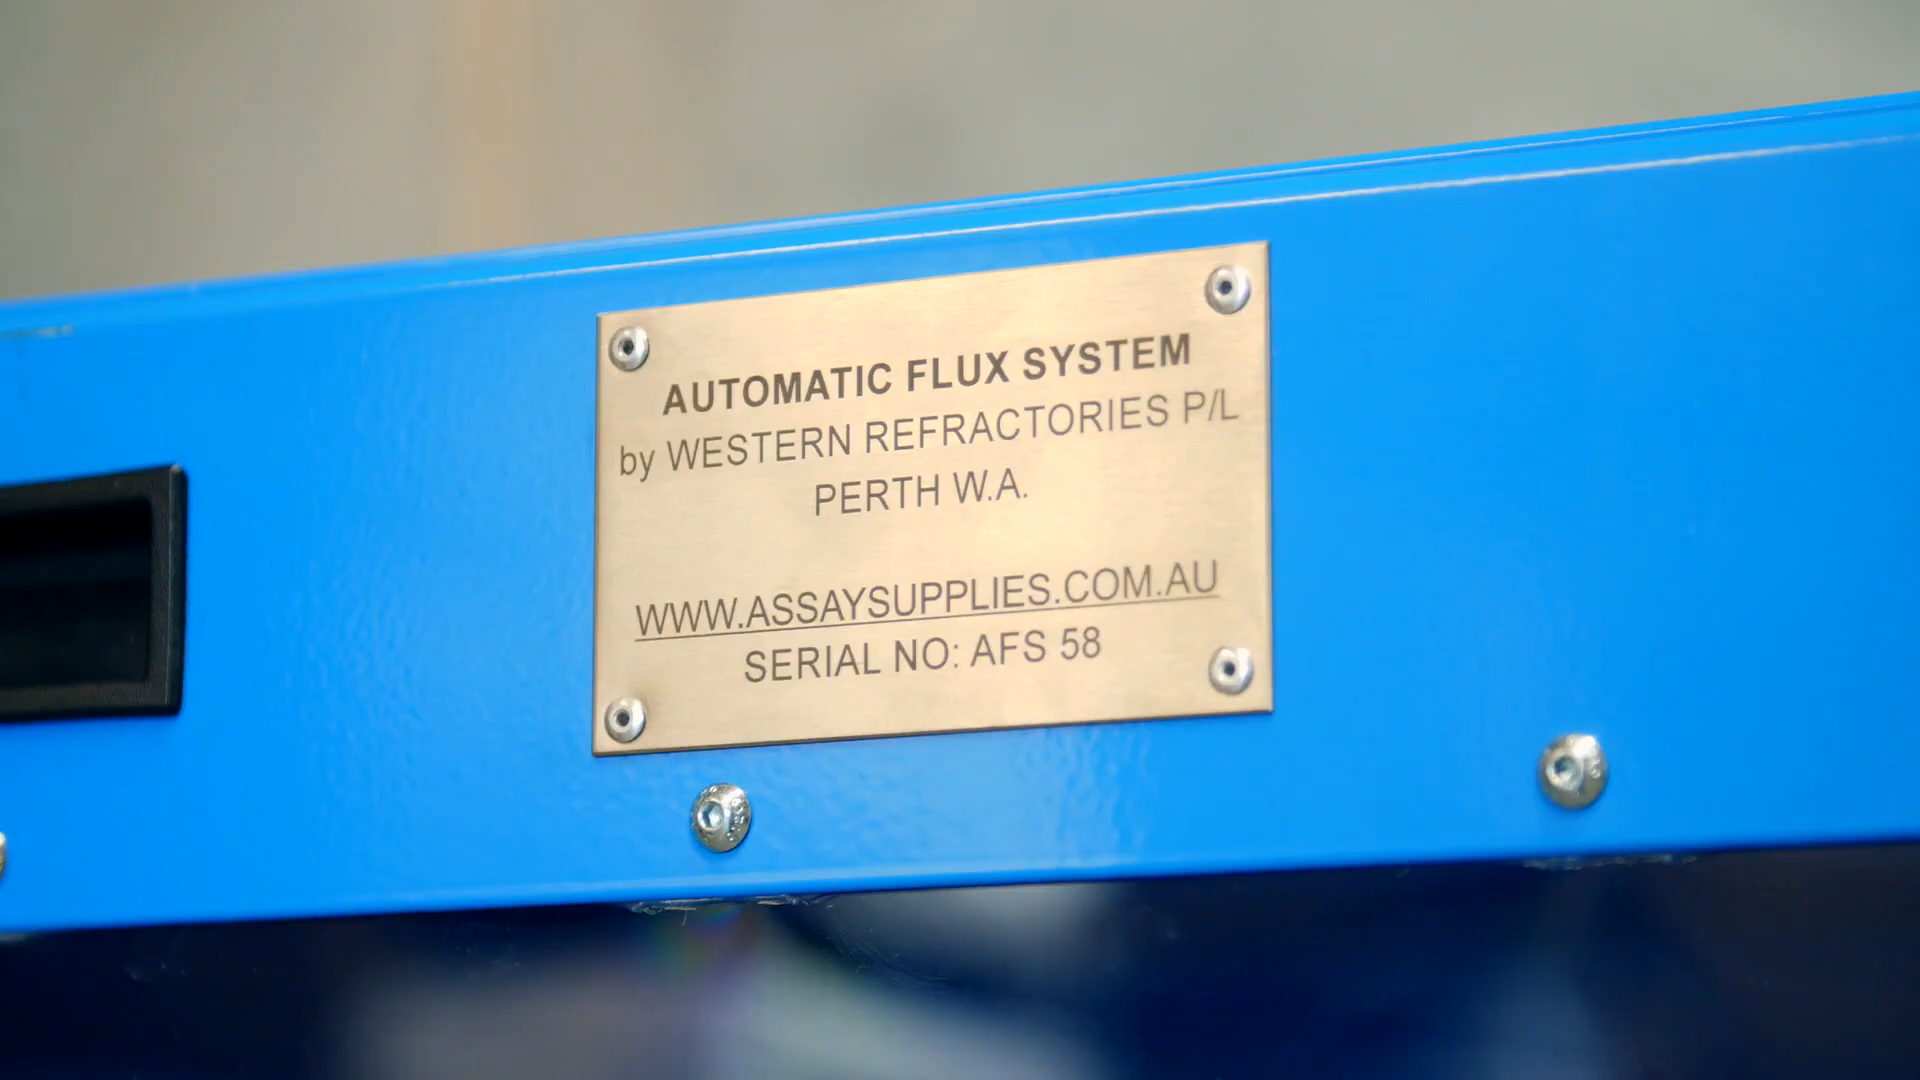 AUTOMATIC FLUX SYSTEM
by WESTERN REFRACTORIES P/L
PERTH W.A.
WWW.ASSAYSUPPLIES.COM.AU
SERIAL NO: AFS 58